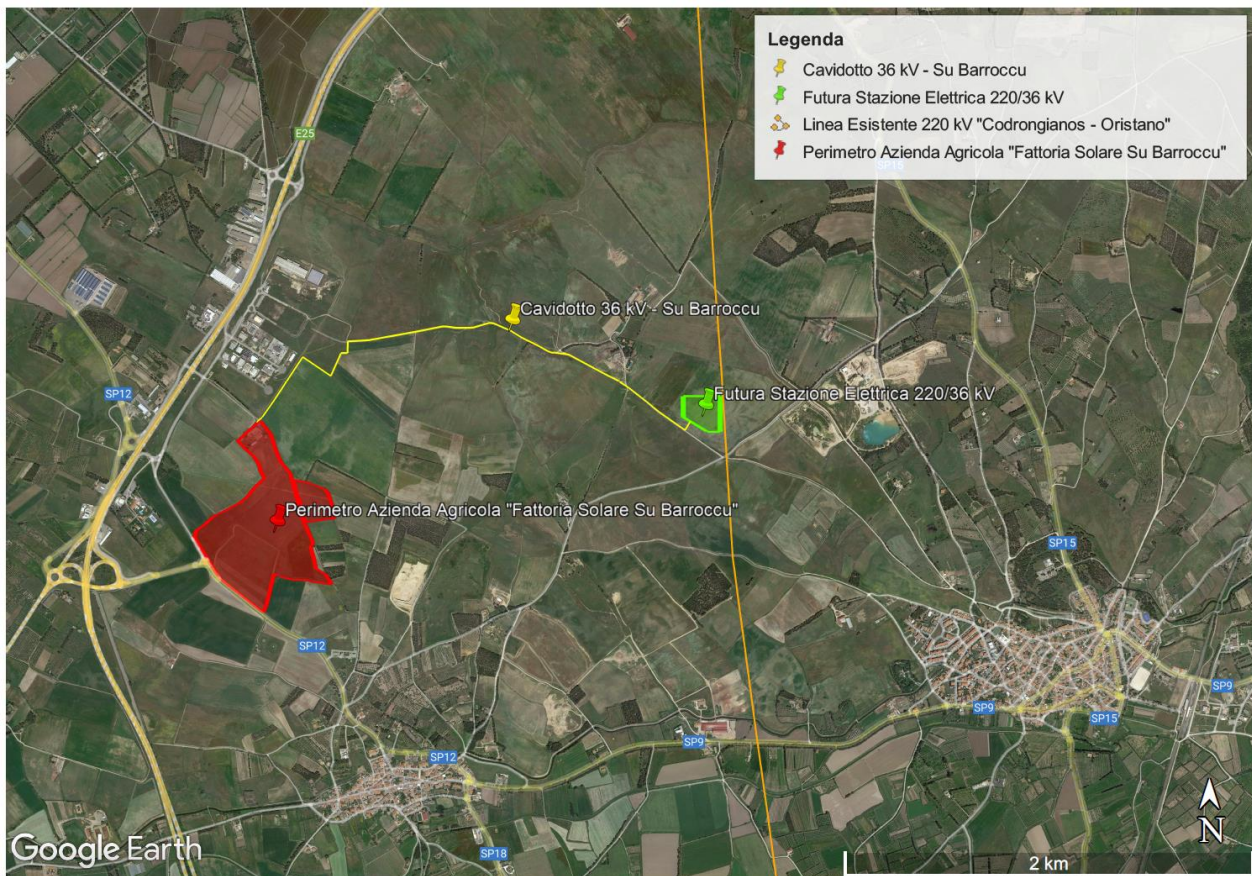 Legenda
Cavidotto 36 kV - Su Barroccu
Futura Stazione Elettrica 220/36 kV
Linea Esistente 220 kV "Codrongianos - Oristano"
Perimetro Azienda Agricola "Fattoria Solare Su Barroccu"
E25
Cavidotto 36 kV - Su Barroccu
SP12
Futura Stazione Elettrica 220/36 kV
Perimetro Azienda Agricola "Fattoria Solare Su Barroccu"
SP15
SP12
SP9
SP9
SP15
SP9
SP12
N
Google Earth
SP18
2 km